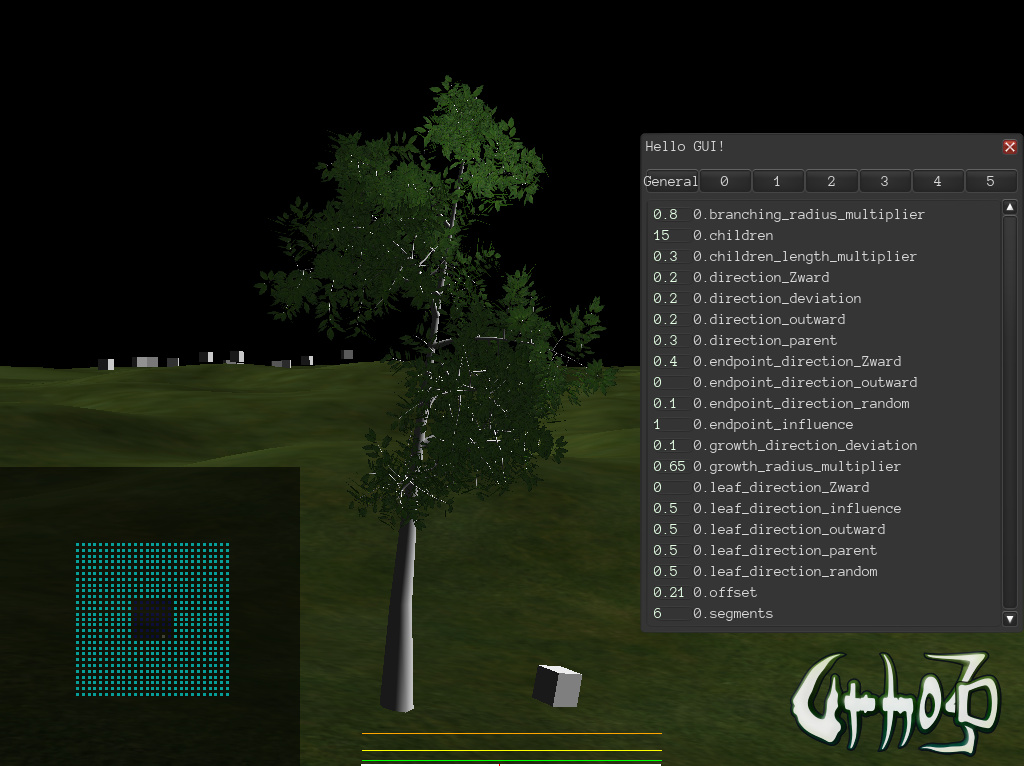 Hello GUI!
General 0 1 2 3 4 5
0.8 0.branching_radius_multiplier
15 0.children
0.3 0.children_length_multiplier
0.2 0.direction_Zward
0.2 0.direction_deviation
0.2 0.direction_outward
0.3 0.direction_parent
0.4 0.endpoint_direction_Zward
0 0.endpoint_direction_outward
0.1 0.endpoint_direction_random
1 0.endpoint_influence
0.1 0.growth_direction_deviation
0.65 0.growth_radius_multiplier
0 0.leaf_direction_Zward
0.5 0.leaf_direction_influence
0.5 0.leaf_direction_outward
0.5 0.leaf_direction_parent
0.5 0.leaf_direction_random
0.21 0.offset
6 0.segments